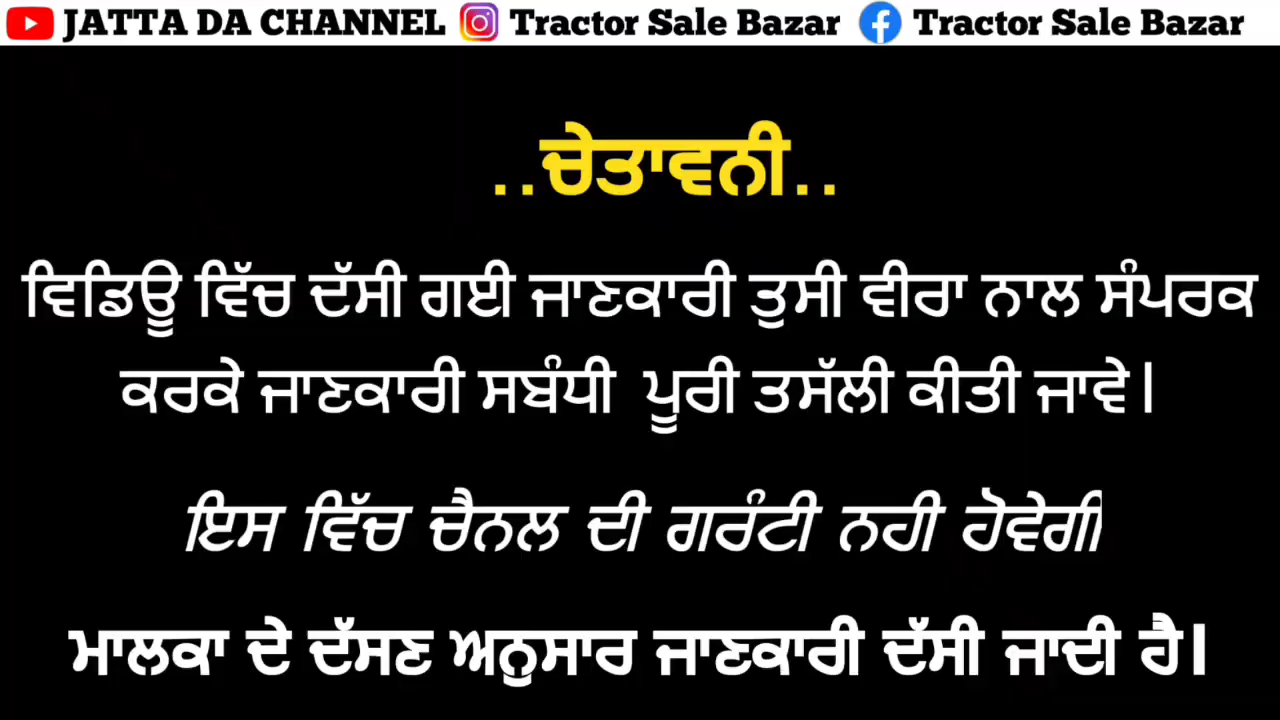 JATTA DA CHANNEL Tractor Sale Bazar Tractor Sale Bazar
..ਚੇਤਾਵਨੀ..
ਵਿਡਿਊ ਵਿੱਚ ਦੱਸੀ ਗਈ ਜਾਣਕਾਰੀ ਤੁਸੀ ਵੀਰਾ ਨਾਲ ਸੰਪਰਕ
ਕਰਕੇ ਜਾਣਕਾਰੀ ਸਬੰਧੀ ਪੂਰੀ ਤਸੱਲੀ ਕੀਤੀ ਜਾਵੇ।
ਇਸ ਵਿੱਚ ਚੈਨਲ ਦੀ ਗਰੰਟੀ ਨਹੀ ਹੋਵੇਗੀ
ਮਾਲਕਾ ਦੇ ਦੱਸਣ ਅਨੁਸਾਰ ਜਾਣਕਾਰੀ ਦੱਸੀ ਜਾਦੀ ਹੈ।